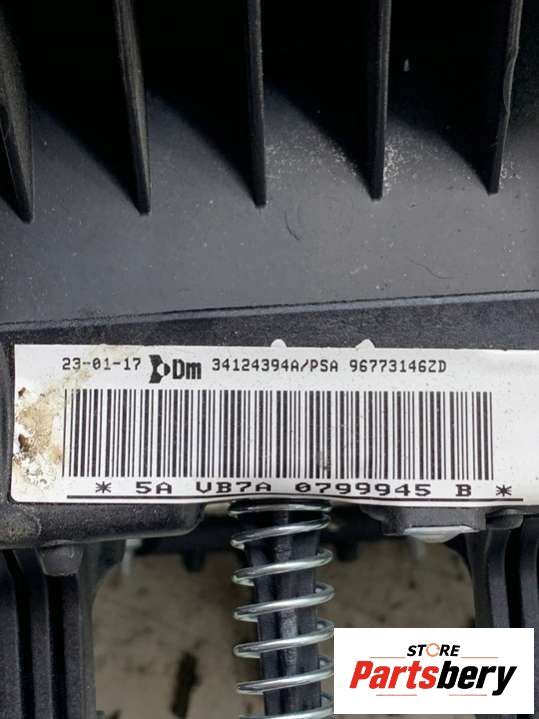 23-01-17 Dm 34124394A/PSA 96773146ZD
* 5A VB7A 0799945 B *
STORE
Partsbery